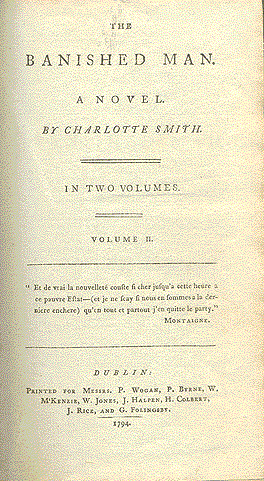 THE
BANISHED MAN.
A NOVEL.
BY CHARLOTTE SMITH.
IN TWO VOLUMES.
VOLUME II.
“ Et de vrai la nouvelleté couſte ſi cher juſqu'a cette heure a
ce pauvre Eſtat—(et je ne ſcay ſi nous en ſommes a la der-
niere enchere) qu'en tout et partout j'en quitte le party.”
MONTAIGNE.
DUBLIN:
PRINTED FOR MESSRS. P. WOGAN, P. BYRNE, W.
M'KENZIE, W. JONES, J. HALPEN, H. COLBERT,
J. RICE, AND G. FOLINGSBY.
1794.